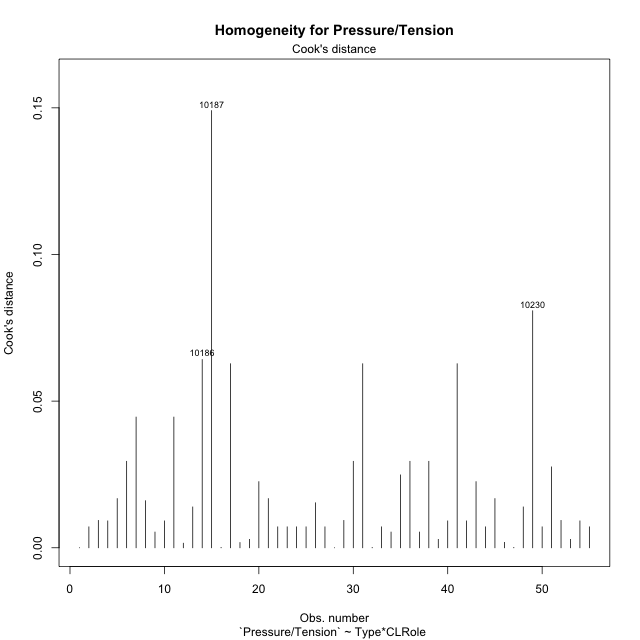 Homogeneity for Pressure/Tension
Cook's distance
0.15
0.10
0.05
0.00
Cook's distance
10187
10186
10230
0
10
20
30
40
50
Obs. number
`Pressure/Tension` ~ Type*CLRole